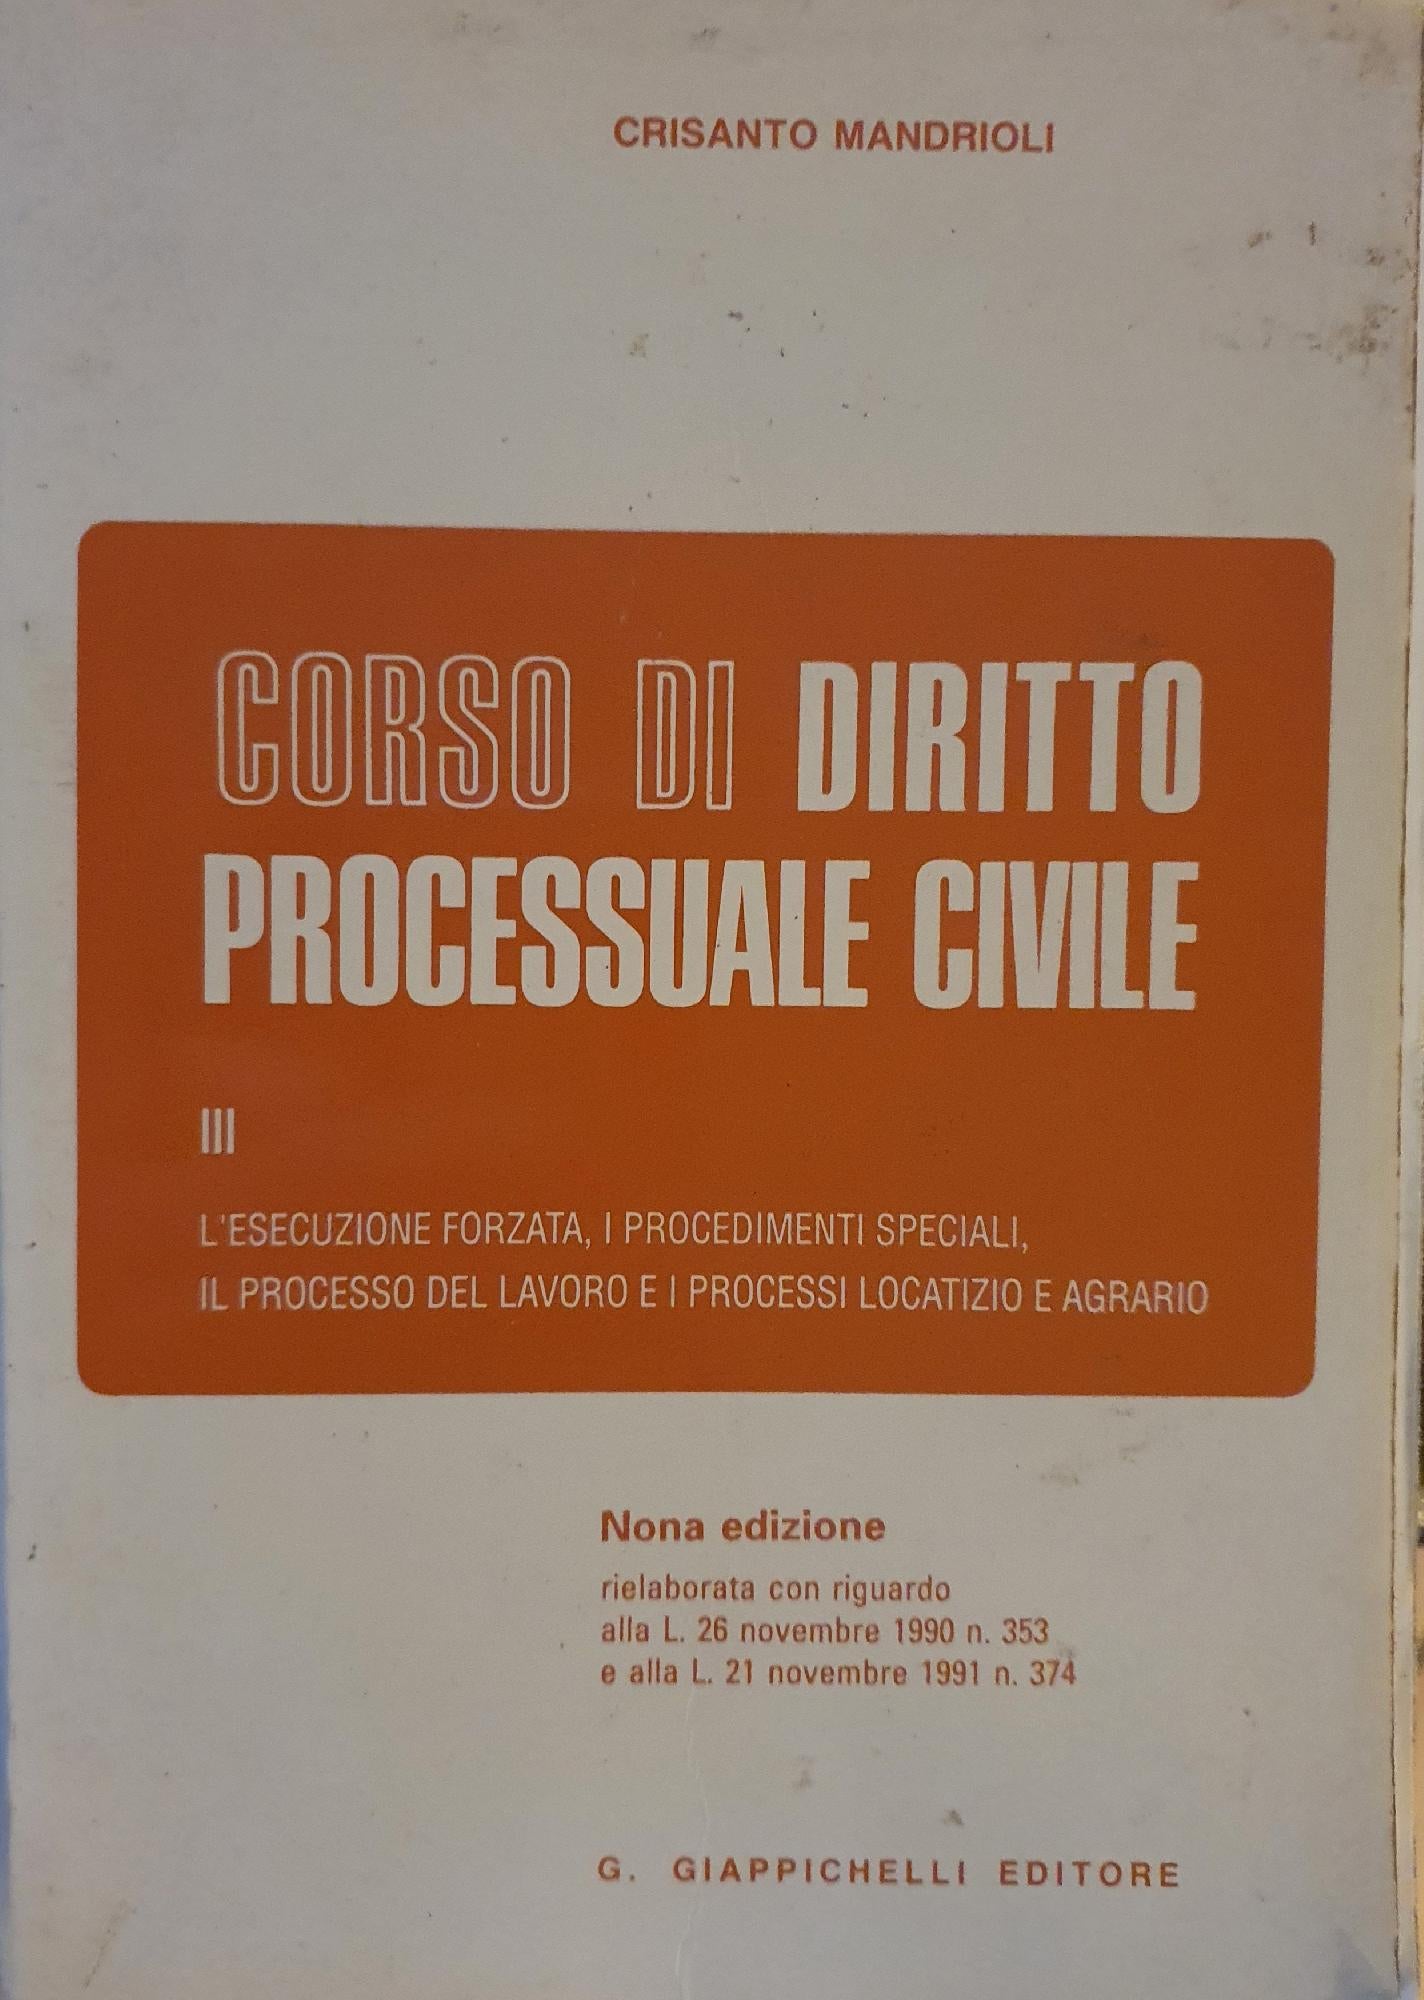 CRISANTO MANDRIOLI
CORSO DI DIRITTO
PROCESSUALE CIVILE
III
L'ESECUZIONE FORZATA, I PROCEDIMENTI SPECIALI,
IL PROCESSO DEL LAVORO E I PROCESSI LOCATIZIO E AGRARIO
Nona edizione
rielaborata con riguardo
alla L. 26 novembre 1990 n. 353
e alla L. 21 novembre 1991 n. 374
G. GIAPPICHELLI EDITORE